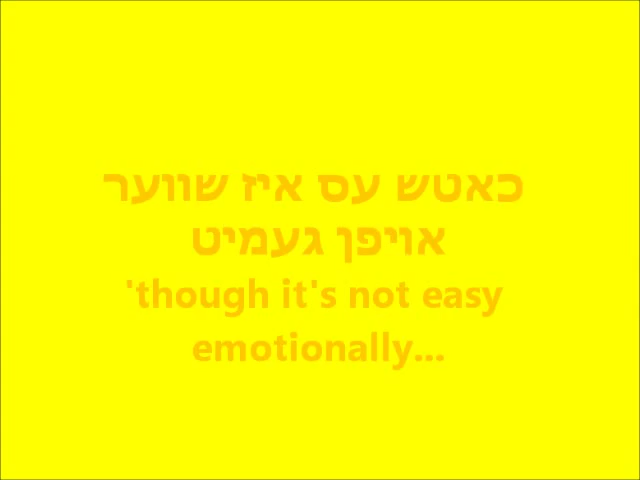 כאטש עס איז שווער
אויפן געמיט
'though it's not easy
emotionally...